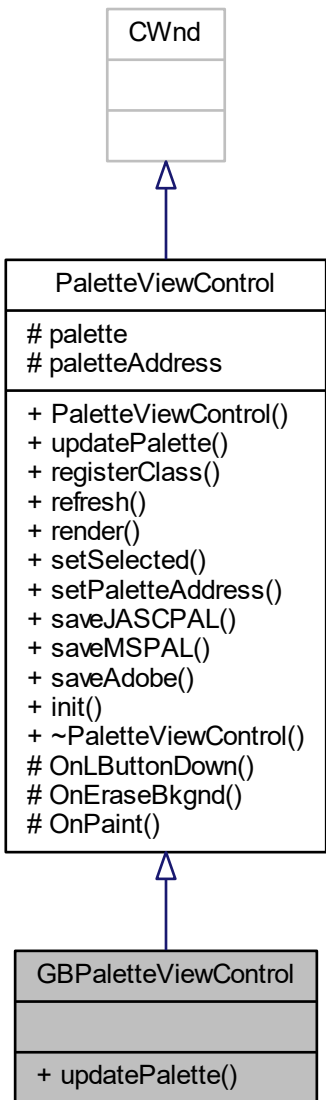 CWnd
PaletteViewControl
# palette
# paletteAddress
+ PaletteViewControl()
+ updatePalette()
+ registerClass()
+ refresh()
+ render()
+ setSelected()
+ setPaletteAddress()
+ saveJASCPAL()
+ saveMSPAL()
+ saveAdobe()
+ init()
+ ~PaletteViewControl()
# OnLButtonDown()
# OnEraseBkgnd()
# OnPaint()
GBPaletteViewControl
+ updatePalette()